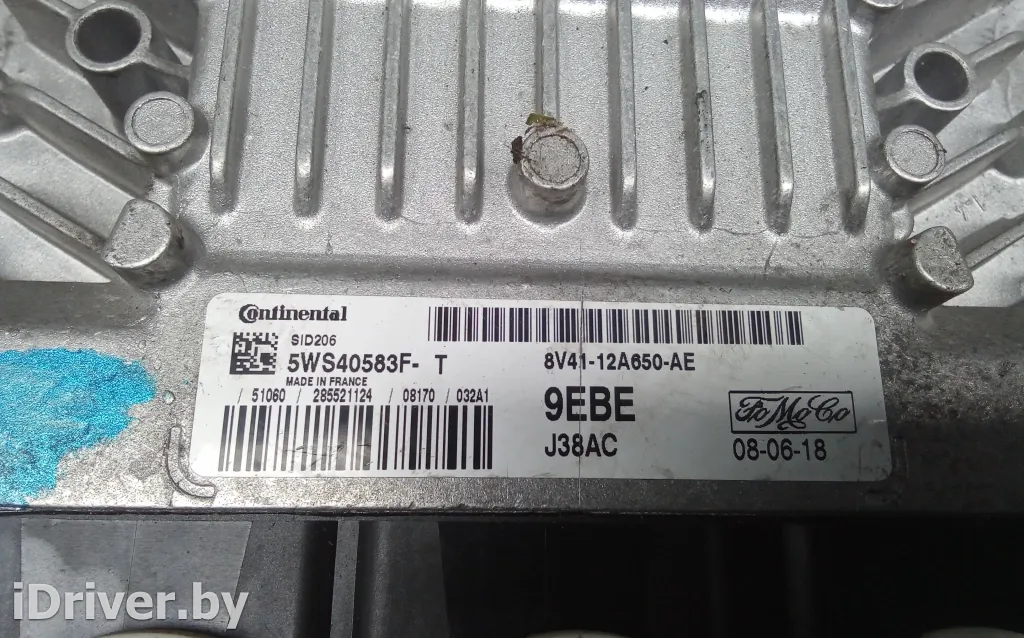 Continental
SID206
5WS40583F- T
MADE IN FRANCE
/ 51060 / 285521124 / 08170 / 032A1
8V41-12A650-AE
9EBE
FoMoCo
J38AC
08-06-18
iDriver.by